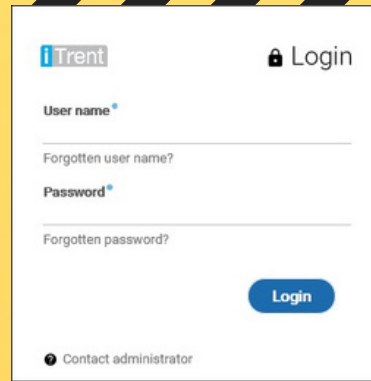 iTrent
Login
User name
Forgotten user name?
Password
Forgotten password?
Login
Contact administrator